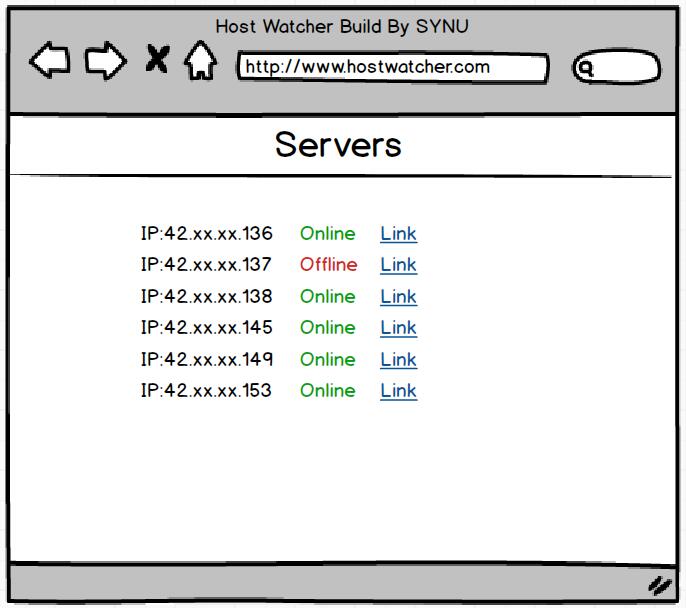 Host Watcher Build By SYNU
http://www.hostwatcher.com
Servers
IP:42.xx.xx.136 Online Link
IP:42.xx.xx.137 Offline Link
IP:42.xx.xx.138 Online Link
IP:42.xx.xx.145 Online Link
IP:42.xx.xx.149 Online Link
IP:42.xx.xx.153 Online Link